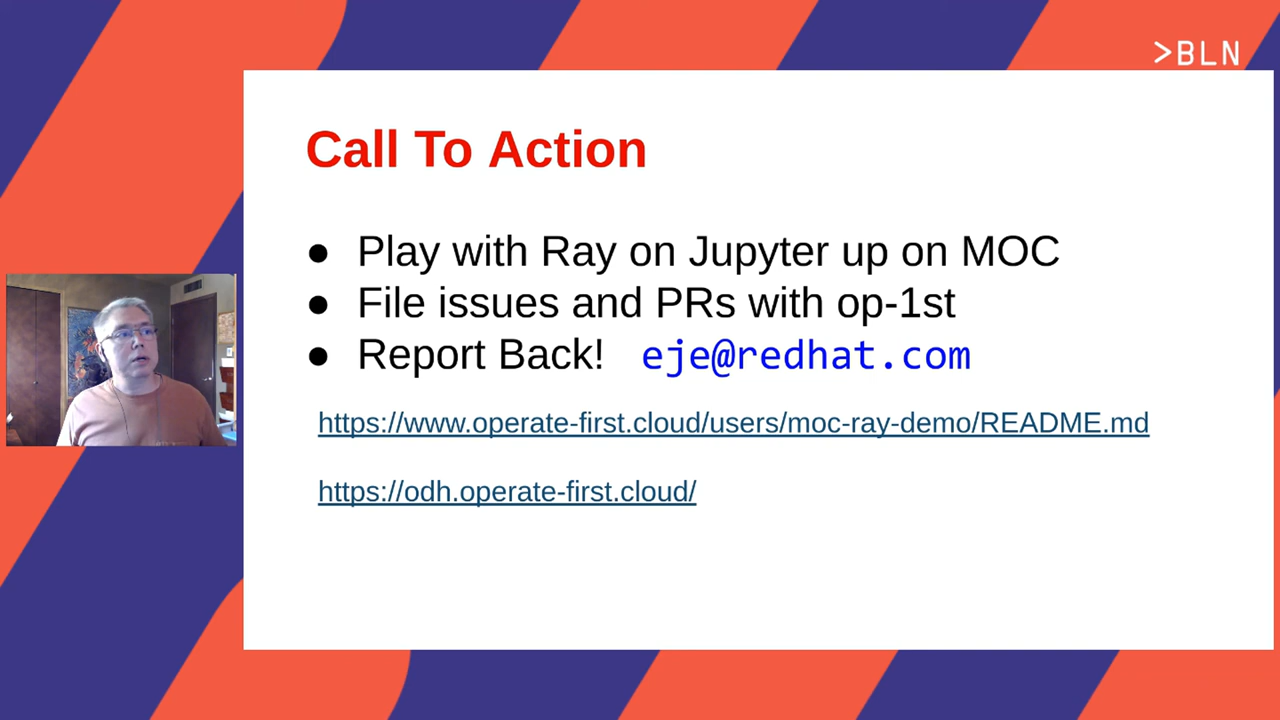 >BLN
Call To Action
● Play with Ray on Jupyter up on MOC
● File issues and PRs with op-1st
● Report Back! eje@redhat.com
https://www.operate-first.cloud/users/moc-ray-demo/README.md
https://odh.operate-first.cloud/